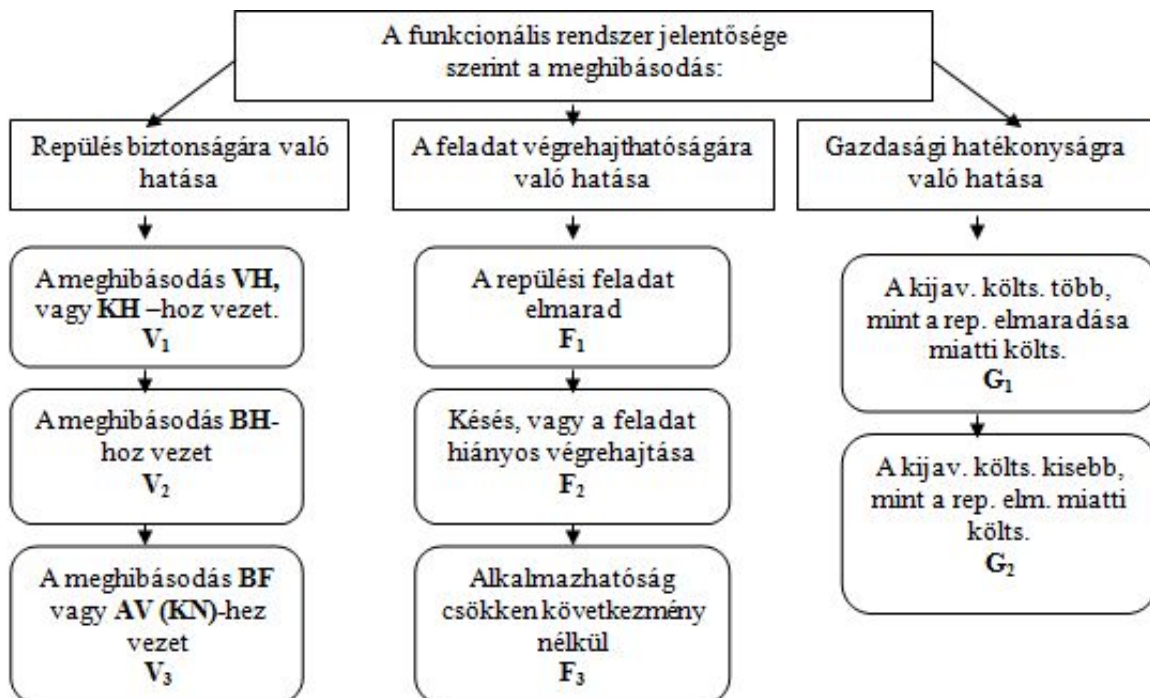 A funkcionális rendszer jelentősége
szerint a meghibásodás:
Repülés biztonságára való
hatása
A meghibásodás VH,
vagy KH –hoz vezet.
V₁
A meghibásodás BH-
hoz vezet
V₂
A meghibásodás BF
vagy AV (KN)-hez
vezet
V₃
A feladat végrehajthatóságára
való hatása
A repülési feladat
elmarad
F₁
Késés, vagy a feladat
hiányos végrehajtása
F₂
Alkalmazhatóság
csökken következmény
nélkül
F₃
Gazdasági hatékonyságra
való hatása
A kijav. költs. több,
mint a rep. elmaradása
miatti költs.
G₁
A kijav. költs. kisebb,
mint a rep. elm. miatti
költs.
G₂